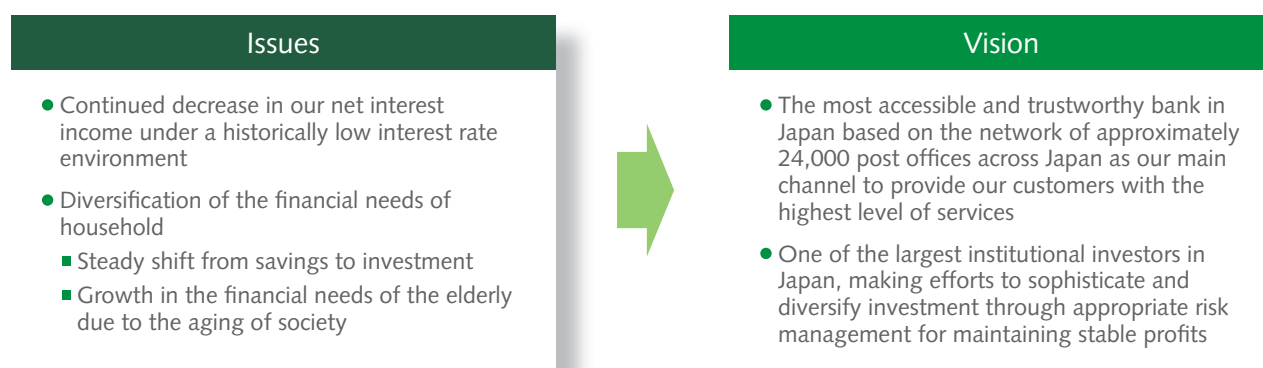 Issues
Continued decrease in our net interest
income under a historically low interest rate
environment
Diversification of the financial needs of
household
Steady shift from savings to investment
Growth in the financial needs of the elderly
due to the aging of society
Vision
The most accessible and trustworthy bank in
Japan based on the network of approximately
24,000 post offices across Japan as our main
channel to provide our customers with the
highest level of services
One of the largest institutional investors in
Japan, making efforts to sophisticate and
diversify investment through appropriate risk
management for maintaining stable profits